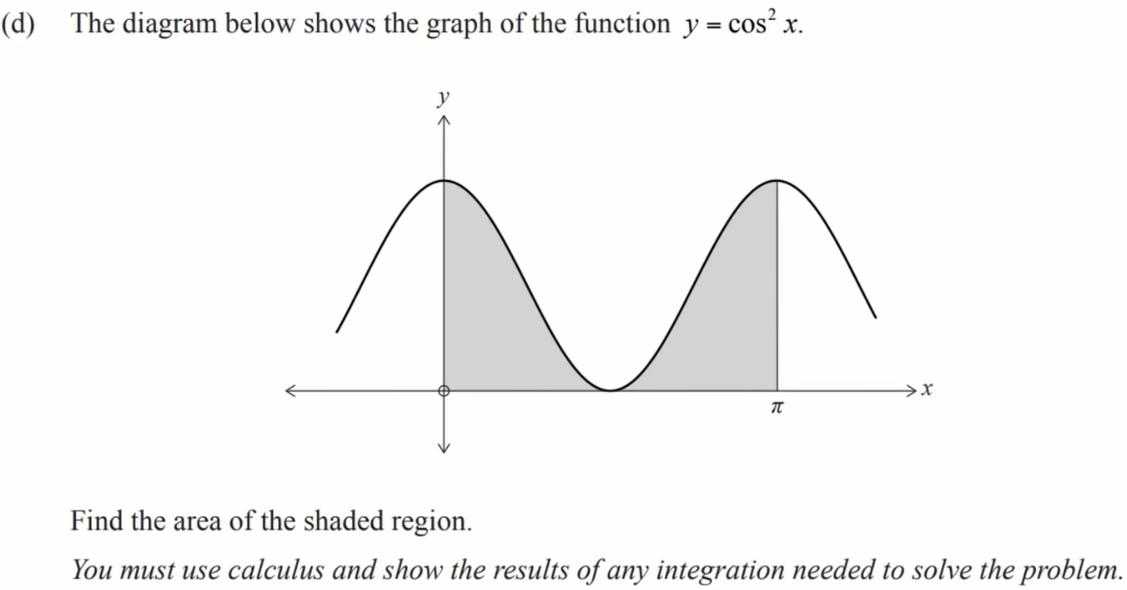 (d) The diagram below shows the graph of the function y = cos² x.
y
x
π
Find the area of the shaded region.
You must use calculus and show the results of any integration needed to solve the problem.